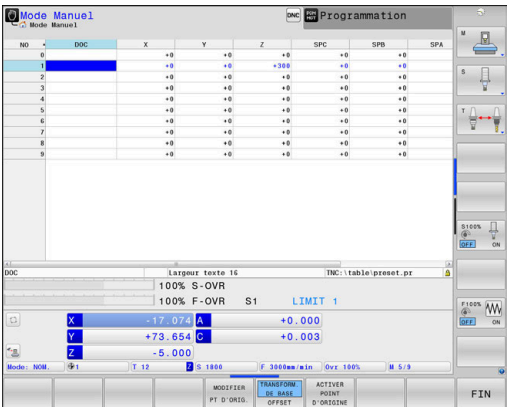 Mode Manuel DNC PGM MGT Programmation
Mode Manuel
NO DOC X Y Z SPC SPB SPA
0 +0 +0 +0 +0 +0
1 +0 +0 +300 +0 +0
2 +0 +0 +0 +0 +0
3 +0 +0 +0 +0 +0
4 +0 +0 +0 +0 +0
5 +0 +0 +0 +0 +0
6 +0 +0 +0 +0 +0
7 +0 +0 +0 +0 +0
8 +0 +0 +0 +0 +0
9 +0 +0 +0 +0 +0
DOC Largeur texte 16 TNC:\table\preset.pr
100% S-OVR
100% F-OVR S1 LIMIT 1
X -17.074 A +0.000
Y +73.654 C +0.003
Z -5.000
Mode: NOM. 1 T 12 Z S 1800 F 3000mm/min Ovr 100% M 5/9
MODIFIER
PT D'ORIG.
TRANSFORM.
DE BASE
OFFSET
ACTIVER
POINT
D'ORIGINE
FIN
M
S
T
S100%
OFF ON
F100%
OFF ON